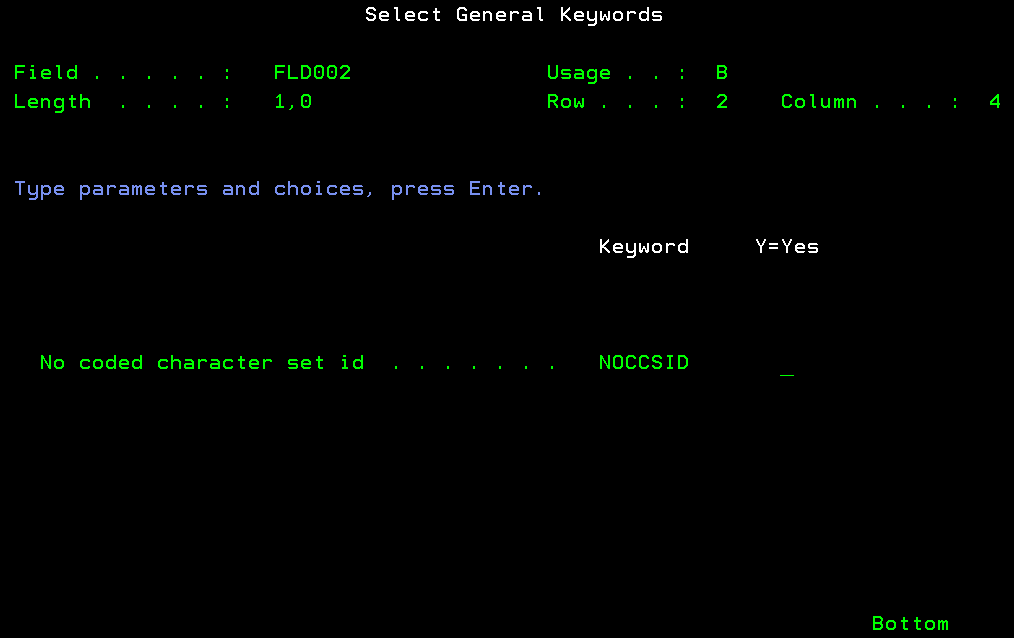 Select General Keywords
Field . . . . . :   FLD002               Usage . . :  B
Length  . . . . :   1,0                  Row . . . :  2    Column . . . :  4
Type parameters and choices, press Enter.
Keyword     Y=Yes
No coded character set id  . . . . . . .   NOCCSID       _
Bottom